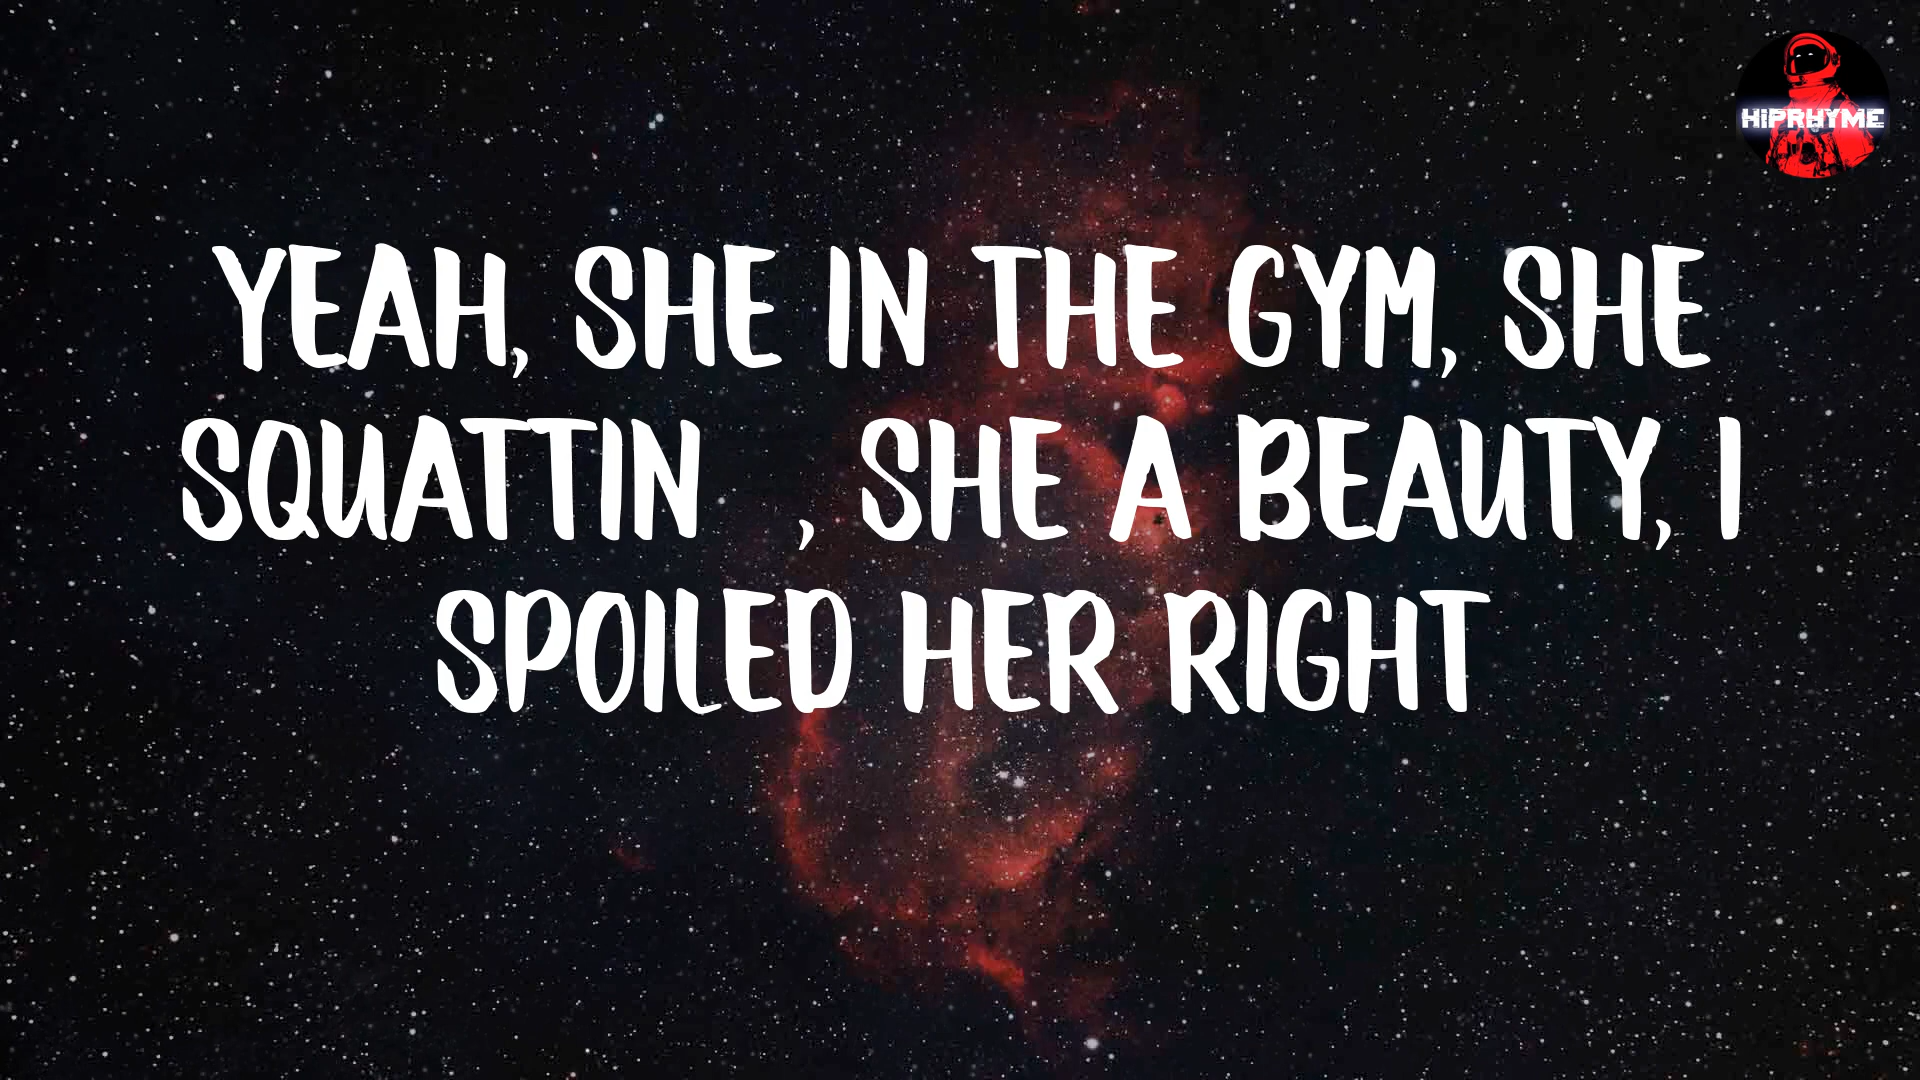 HIPRHYME
YEAH, SHE IN THE GYM, SHE
SQUATTIN , SHE A BEAUTY, I
SPOILED HER RIGHT